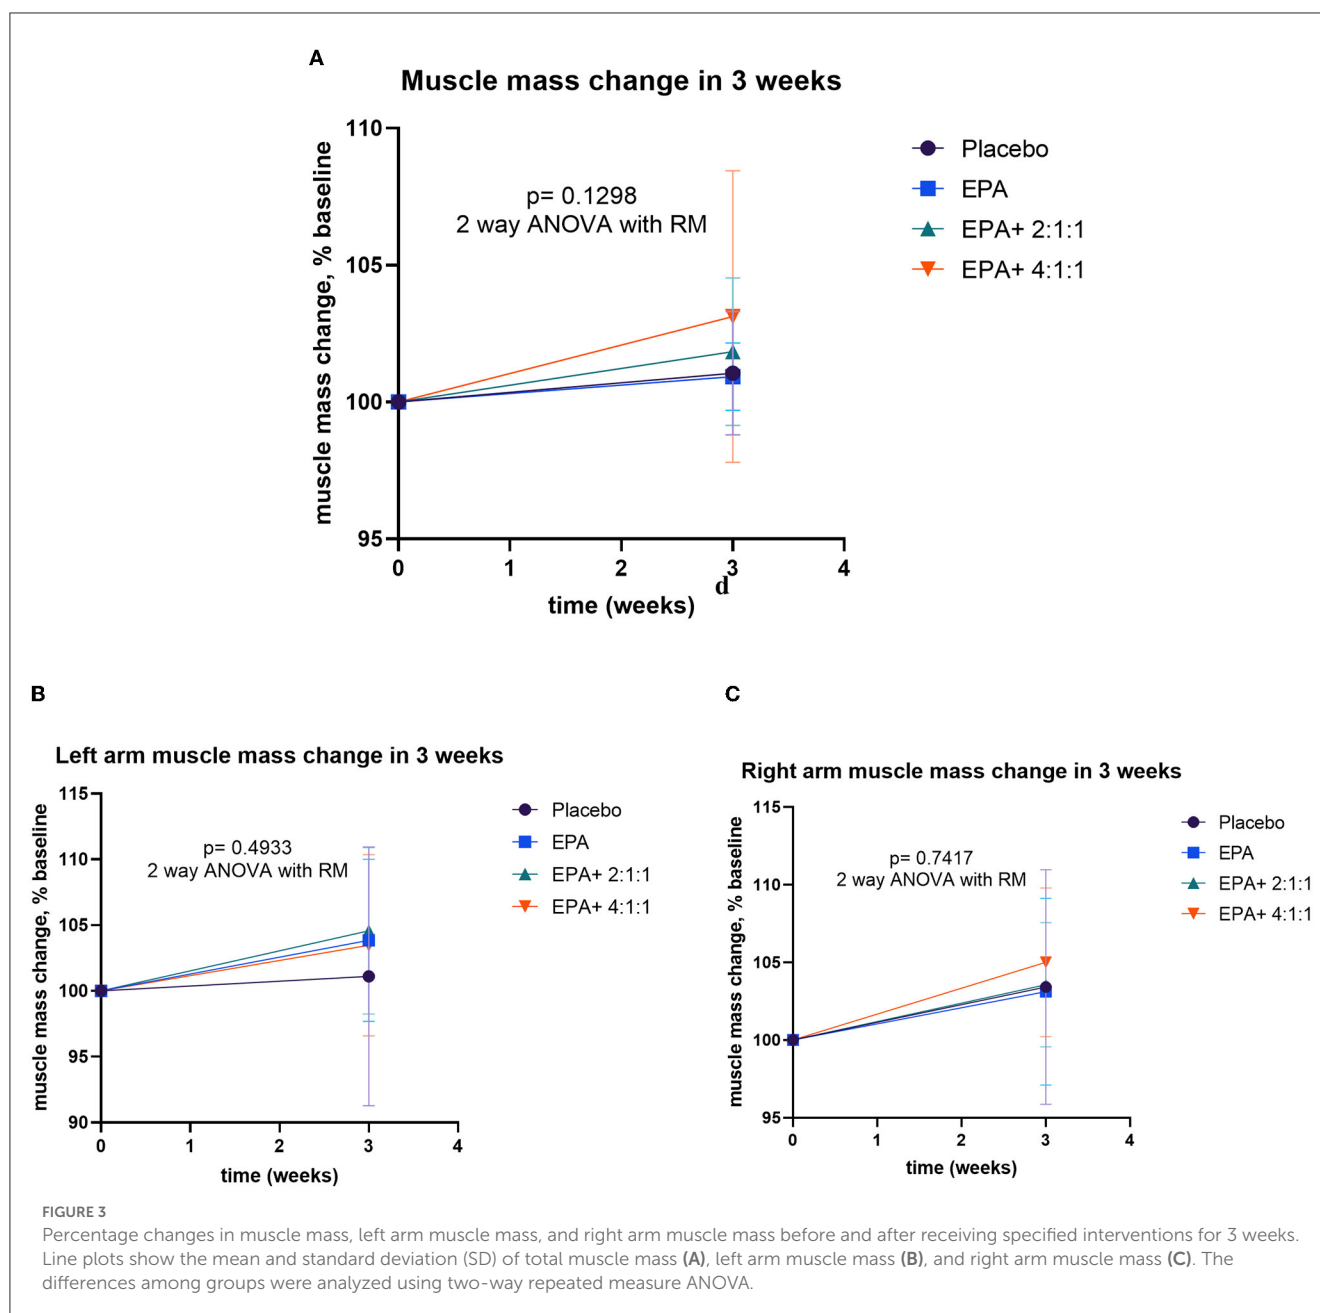 A
Muscle mass change in 3 weeks
110
105
100
95
muscle mass change, % baseline
p= 0.1298
2 way ANOVA with RM
Placebo
EPA
EPA+ 2:1:1
EPA+ 4:1:1
0 1 2 3 4
d
time (weeks)
B
Left arm muscle mass change in 3 weeks
115
110
105
100
95
90
muscle mass change, % baseline
p= 0.4933
2 way ANOVA with RM
Placebo
EPA
EPA+ 2:1:1
EPA+ 4:1:1
0 1 2 3 4
time (weeks)
C
Right arm muscle mass change in 3 weeks
115
110
105
100
95
muscle mass change, % baseline
p= 0.7417
2 way ANOVA with RM
Placebo
EPA
EPA+ 2:1:1
EPA+ 4:1:1
0 1 2 3 4
time (weeks)
FIGURE 3
Percentage changes in muscle mass, left arm muscle mass, and right arm muscle mass before and after receiving specified interventions for 3 weeks.
Line plots show the mean and standard deviation (SD) of total muscle mass (A), left arm muscle mass (B), and right arm muscle mass (C). The
differences among groups were analyzed using two-way repeated measure ANOVA.